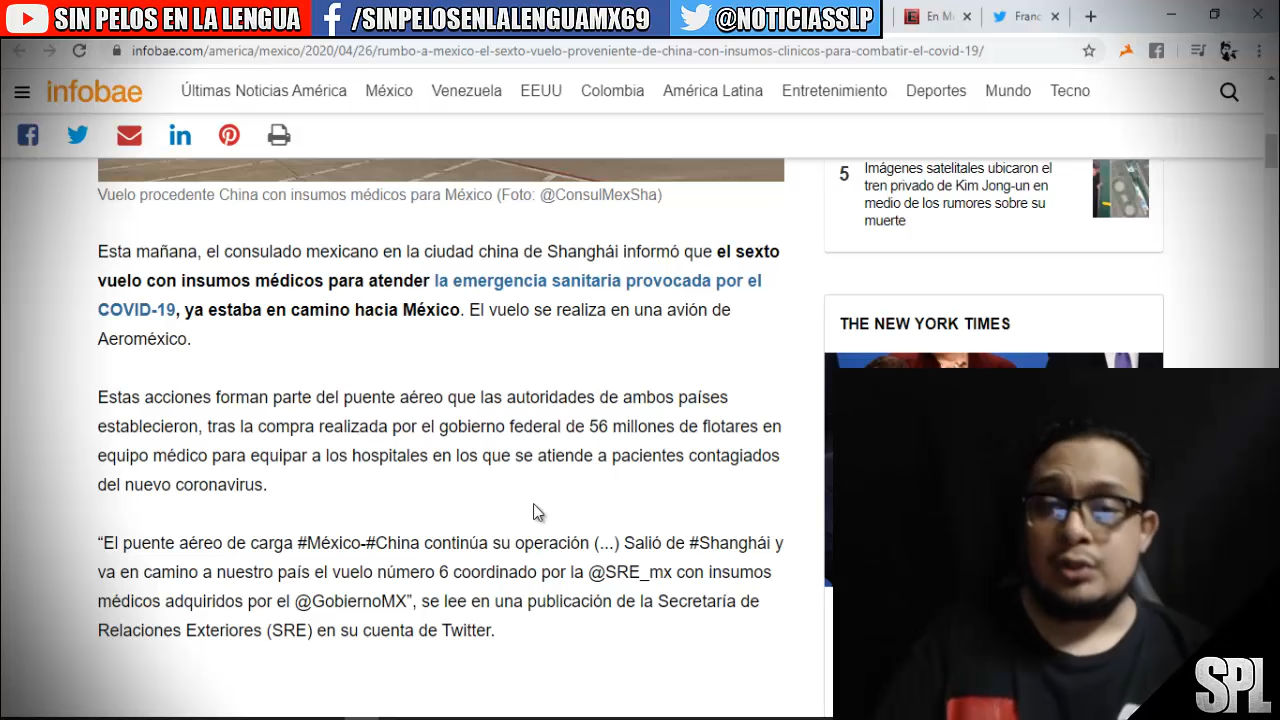 SIN PELOS EN LA LENGUA
/SINPELOSENLALENGUAMX69
@NOTICIASSLP
En M
Franc
infobae.com/america/mexico/2020/04/26/rumbo-a-mexico-el-sexto-vuelo-proveniente-de-china-con-insumos-clinicos-para-combatir-el-covid-19/
infobae
Últimas Noticias América
México
Venezuela
EEUU
Colombia
América Latina
Entretenimiento
Deportes
Mundo
Tecno
Vuelo procedente China con insumos médicos para México (Foto: @ConsulMexSha)
Esta mañana, el consulado mexicano en la ciudad china de Shanghái informó que el sexto
vuelo con insumos médicos para atender la emergencia sanitaria provocada por el
COVID-19, ya estaba en camino hacia México. El vuelo se realiza en una avión de
Aeroméxico.
Estas acciones forman parte del puente aéreo que las autoridades de ambos países
establecieron, tras la compra realizada por el gobierno federal de 56 millones de flotares en
equipo médico para equipar a los hospitales en los que se atiende a pacientes contagiados
del nuevo coronavirus.
“El puente aéreo de carga #México-#China continúa su operación (...) Salió de #Shanghái y
va en camino a nuestro país el vuelo número 6 coordinado por la @SRE_mx con insumos
médicos adquiridos por el @GobiernoMX”, se lee en una publicación de la Secretaría de
Relaciones Exteriores (SRE) en su cuenta de Twitter.
5
Imágenes satelitales ubicaron el
tren privado de Kim Jong-un en
medio de los rumores sobre su
muerte
THE NEW YORK TIMES
SPL